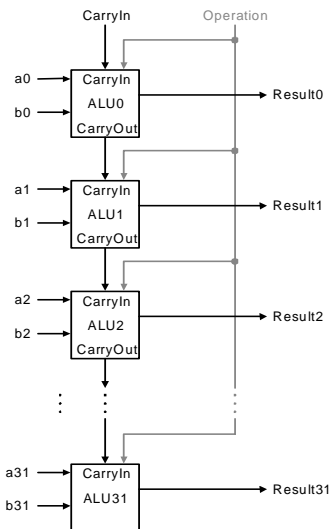 CarryIn Operation
a0 CarryIn
ALU0 Result0
b0
CarryOut
a1 CarryIn
ALU1 Result1
b1
CarryOut
a2 CarryIn
ALU2 Result2
b2
CarryOut
a31 CarryIn
ALU31 Result31
b31